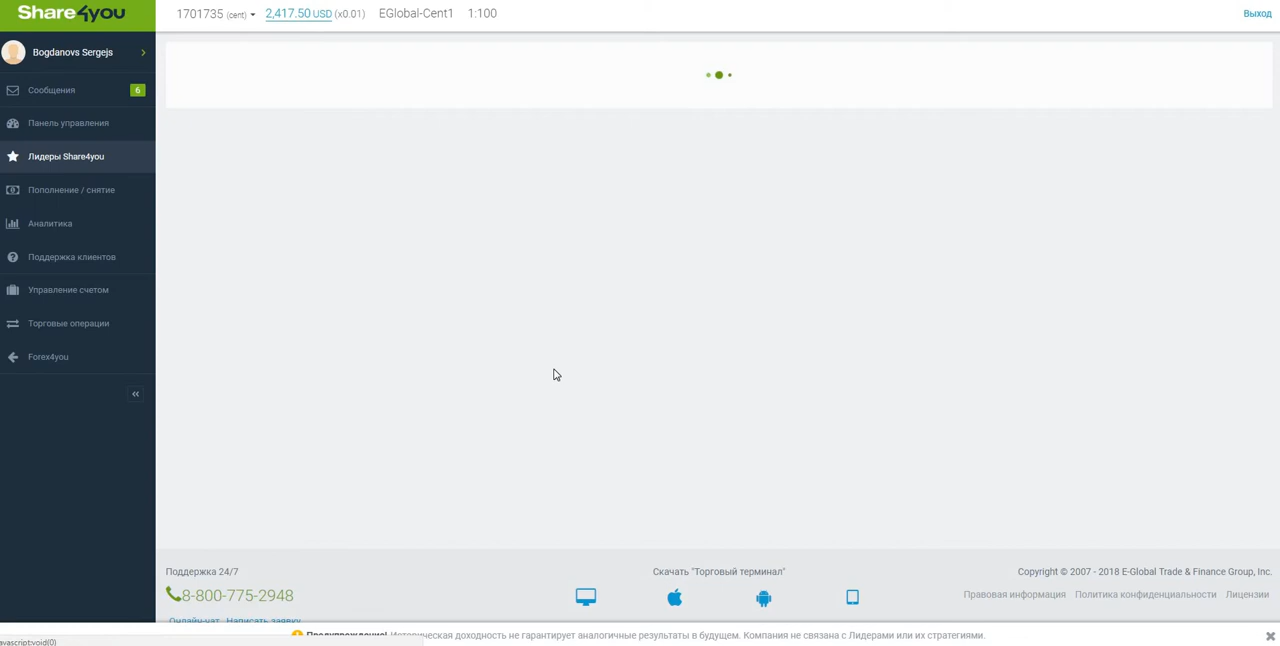 Share4you
1701735 (cent) 2,417.50 USD (x0.01) EGlobal-Cent1 1:100
Выход
Bogdanovs Sergejs
Сообщения 6
Панель управления
Лидеры Share4you
Пополнение / снятие
Аналитика
Поддержка клиентов
Управление счетом
Торговые операции
Forex4you
Поддержка 24/7
8-800-775-2948
Онлайн-чат Написать заявку
Скачать "Торговый терминал"
Copyright © 2007 - 2018 E-Global Trade & Finance Group, Inc.
Правовая информация Политика конфиденциальности Лицензии
Предупреждение! Историческая доходность не гарантирует аналогичные результаты в будущем. Компания не связана с Лидерами или их стратегиями.
avascript:void(0)